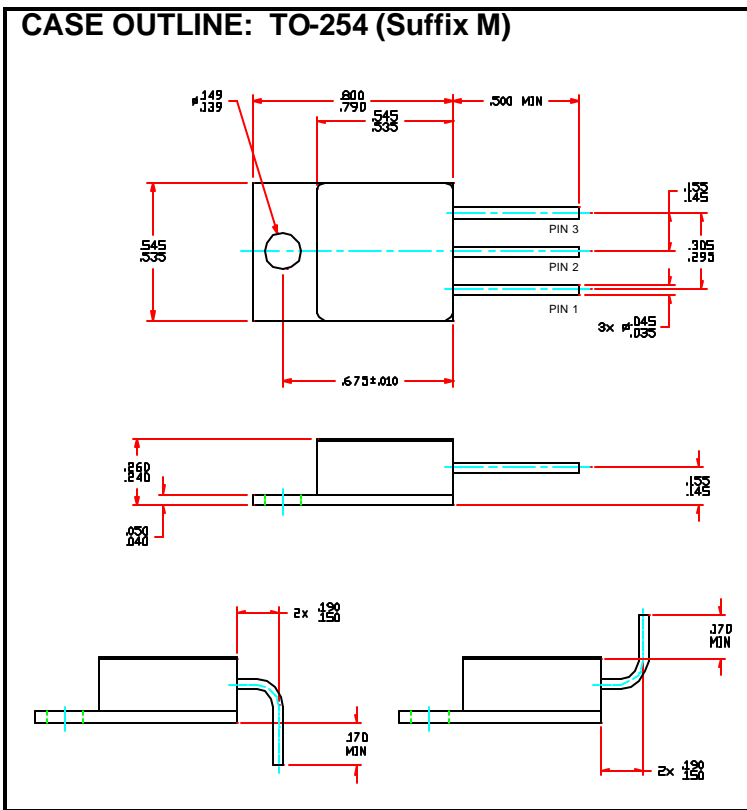 CASE OUTLINE: TO-254 (Suffix M)
ø.149
.139
.800
.790
.500 MIN
.545
.535
.155
.145
.545
.535
PIN 3
.305
.295
PIN 2
PIN 1
3x ø.045
.035
.675±.010
.260
.240
.155
.145
.050
.040
2x .190
.150
.170
MIN
.170
MIN
2x .190
.150